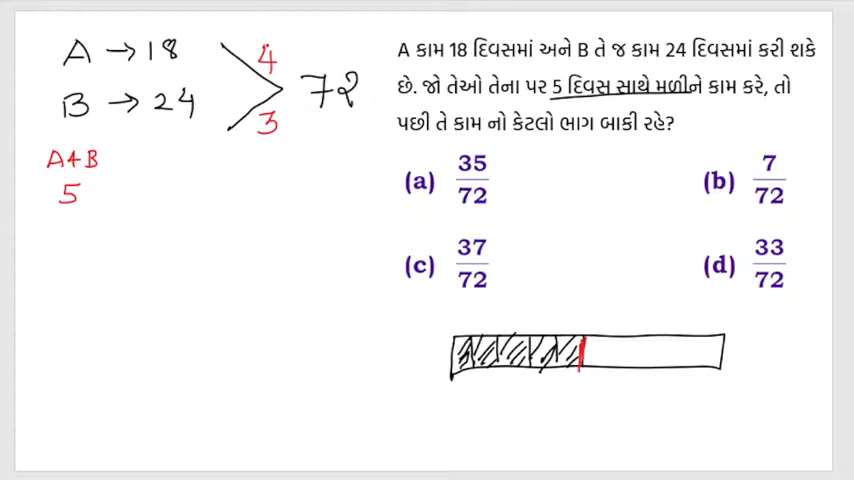 A → 18
4
B → 24
3
72
A+B
5
A કામ 18 દિવસમાં અને B તે જ કામ 24 દિવસમાં કરી શકે
છે. જો તેઓ તેના પર 5 દિવસ સાથે મળીને કામ કરે, તો
પછી તે કામ નો કેટલો ભાગ બાકી રહે?
(a) 35/72
(b) 7/72
(c) 37/72
(d) 33/72